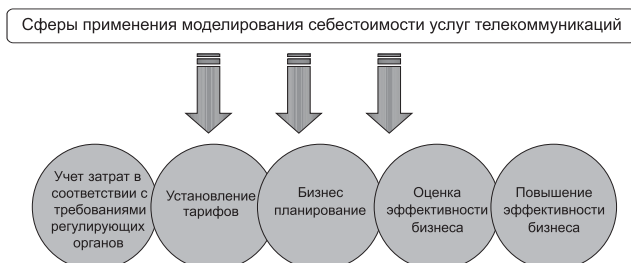 Сферы применения моделирования себестоимости услуг телекоммуникаций
Учет затрат в
соответствии с
требованиями
регулирующих
органов
Установление
тарифов
Бизнес
планирование
Оценка
эффективности
бизнеса
Повышение
эффективности
бизнеса